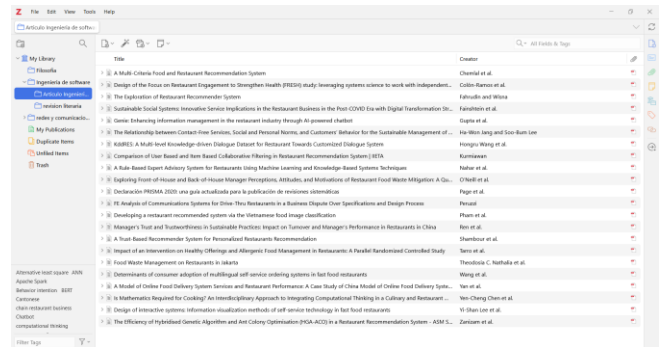 File Edit View Tools Help
Artículo Ingeniería de softw
All Fields & Tags
Title Creator
My Library
Filosofía
Ingeniería de software
Artículo Ingenierí...
revision literaria
redes y comunicacio...
My Publications
Duplicate Items
Unfiled Items
Trash
A Multi-Criteria Food and Restaurant Recommendation System Chemlal et al.
Design of the Focus on Restaurant Engagement to Strengthen Health (FRESH) study: leveraging systems science to work with independent... Colón-Ramos et al.
The Exploration of Restaurant Recommender System Fahrudin and Wisna
Sustainable Social Systems: Innovative Service Implications in the Restaurant Business in the Post-COVID Era with Digital Transformation Str... Fainshtein et al.
Genie: Enhancing information management in the restaurant industry through AI-powered chatbot Gupta et al.
The Relationship between Contact-Free Services, Social and Personal Norms, and Customers' Behavior for the Sustainable Management of ... Ha-Won Jang and Soo-Bum Lee
KddRES: A Multi-level Knowledge-driven Dialogue Dataset for Restaurant Towards Customized Dialogue System Hongru Wang et al.
Comparison of User Based and Item Based Collaborative Filtering in Restaurant Recommendation System | IIETA Kurniawan
A Rule-Based Expert Advisory System for Restaurants Using Machine Learning and Knowledge-Based Systems Techniques Nahar et al.
Exploring Front-of-House and Back-of-House Manager Perceptions, Attitudes, and Motivations of Restaurant Food Waste Mitigation: A Qu... O'Neill et al.
Declaración PRISMA 2020: una guía actualizada para la publicación de revisiones sistemáticas Page et al.
FE Analysis of Communications Systems for Drive-Thru Restaurants in a Business Dispute Over Specifications and Design Process Peruzzi
Developing a restaurant recommended system via the Vietnamese food image classification Pham et al.
Manager's Trust and Trustworthiness in Sustainable Practices: Impact on Turnover and Manager's Performance in Restaurants in China Ren et al.
A Trust-Based Recommender System for Personalized Restaurants Recommendation Shambour et al.
Impact of an Intervention on Healthy Offerings and Allergenic Food Management in Restaurants: A Parallel Randomized Controlled Study Tarro et al.
Food Waste Management on Restaurants in Jakarta Theodosia C. Nathalia et al.
Determinants of consumer adoption of multilingual self-service ordering systems in fast food restaurants Wang et al.
A Model of Online Food Delivery System Services and Restaurant Performance: A Case Study of China Model of Online Food Delivery Syste... Yan et al.
Is Mathematics Required for Cooking? An Interdisciplinary Approach to Integrating Computational Thinking in a Culinary and Restaurant ... Yen-Cheng Chen et al.
Design of interactive systems: Information visualization methods of self-service technology in fast food restaurants Yi-Shan Lee et al.
The Efficiency of Hybridised Genetic Algorithm and Ant Colony Optimisation (HGA-ACO) in a Restaurant Recommendation System - ASM S... Zanizam et al.
Alternative least square ANN
Apache Spark
Behavior Intention BERT
Cantonese
chain restaurant business
Chatbot
computational thinking
Filter Tags